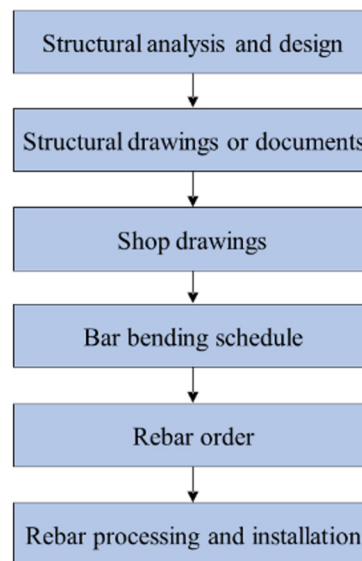 Structural analysis and design
Structural drawings or documents
Shop drawings
Bar bending schedule
Rebar order
Rebar processing and installation